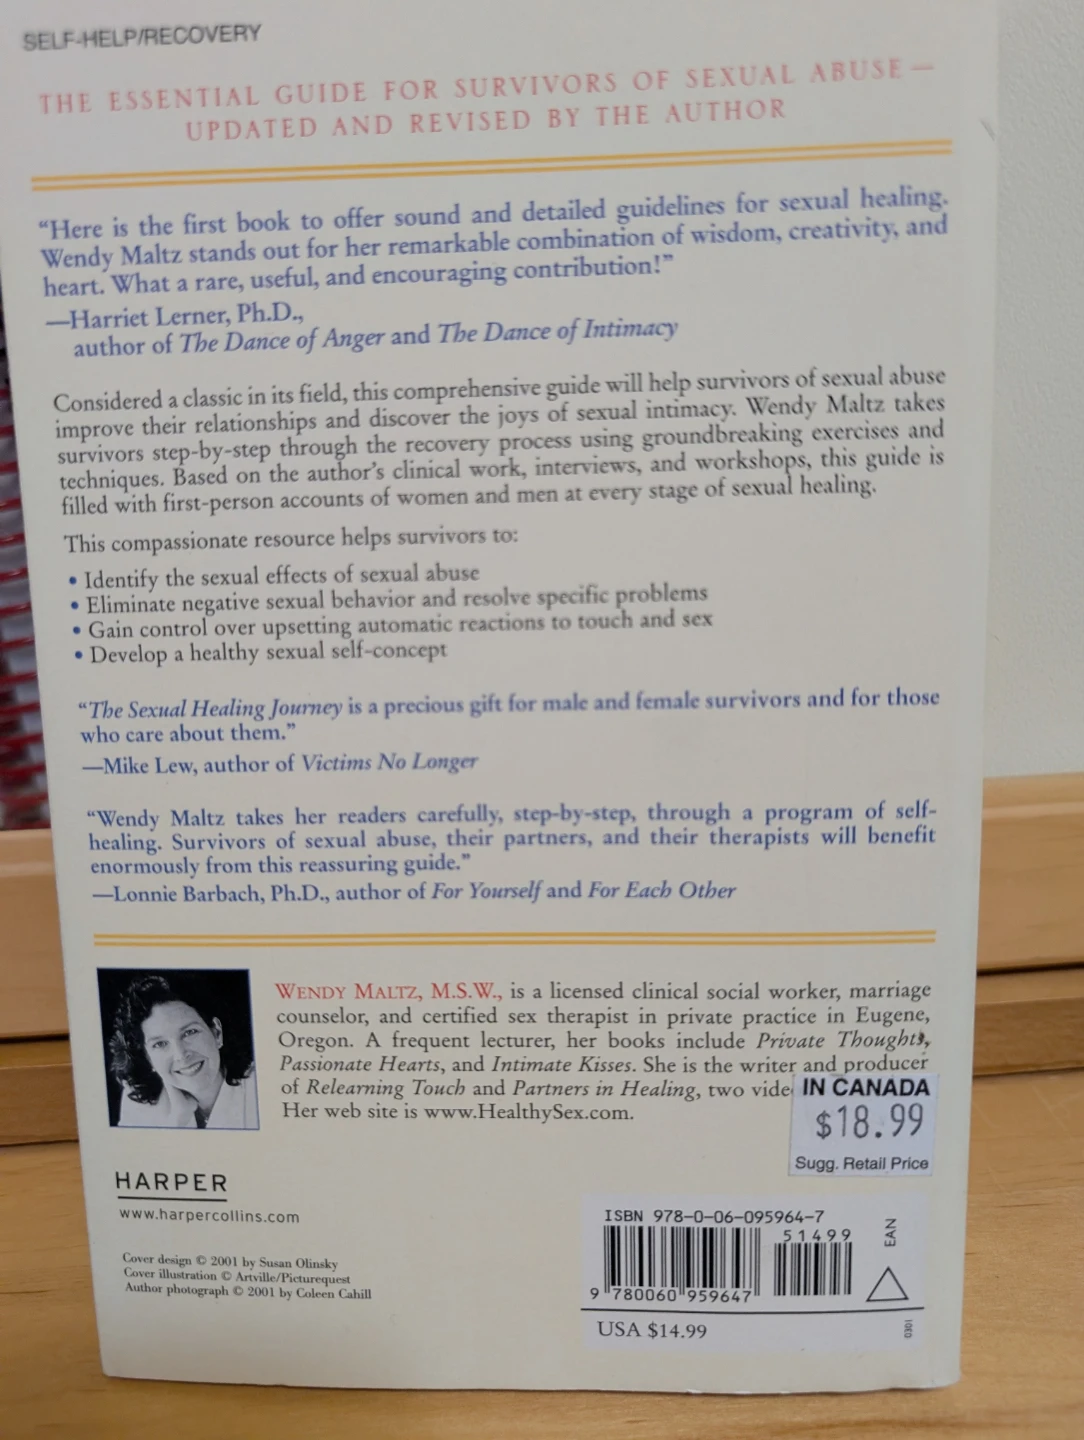 SELF-HELP/RECOVERY
THE ESSENTIAL GUIDE FOR SURVIVORS OF SEXUAL ABUSE—
UPDATED AND REVISED BY THE AUTHOR
“Here is the first book to offer sound and detailed guidelines for sexual healing.
Wendy Maltz stands out for her remarkable combination of wisdom, creativity, and
heart. What a rare, useful, and encouraging contribution!”
—Harriet Lerner, Ph.D.,
author of The Dance of Anger and The Dance of Intimacy
Considered a classic in its field, this comprehensive guide will help survivors of sexual abuse
improve their relationships and discover the joys of sexual intimacy. Wendy Maltz takes
survivors step-by-step through the recovery process using groundbreaking exercises and
techniques. Based on the author’s clinical work, interviews, and workshops, this guide is
filled with first-person accounts of women and men at every stage of sexual healing.
This compassionate resource helps survivors to:
• Identify the sexual effects of sexual abuse
• Eliminate negative sexual behavior and resolve specific problems
• Gain control over upsetting automatic reactions to touch and sex
• Develop a healthy sexual self-concept
“The Sexual Healing Journey is a precious gift for male and female survivors and for those
who care about them.”
—Mike Lew, author of Victims No Longer
“Wendy Maltz takes her readers carefully, step-by-step, through a program of self-
healing. Survivors of sexual abuse, their partners, and their therapists will benefit
enormously from this reassuring guide.”
—Lonnie Barbach, Ph.D., author of For Yourself and For Each Other
WENDY MALTZ, M.S.W., is a licensed clinical social worker, marriage
counselor, and certified sex therapist in private practice in Eugene,
Oregon. A frequent lecturer, her books include Private Thoughts,
Passionate Hearts, and Intimate Kisses. She is the writer and producer
of Relearning Touch and Partners in Healing, two vide
Her web site is www.HealthySex.com.
IN CANADA
$18.99
Sugg. Retail Price
HARPER
www.harpercollins.com
Cover design © 2001 by Susan Olinsky
Cover illustration © Artville/Picturequest
Author photograph © 2001 by Coleen Cahill
ISBN 978-0-06-095964-7
51499
EAN
9 780060 959647
USA $14.99